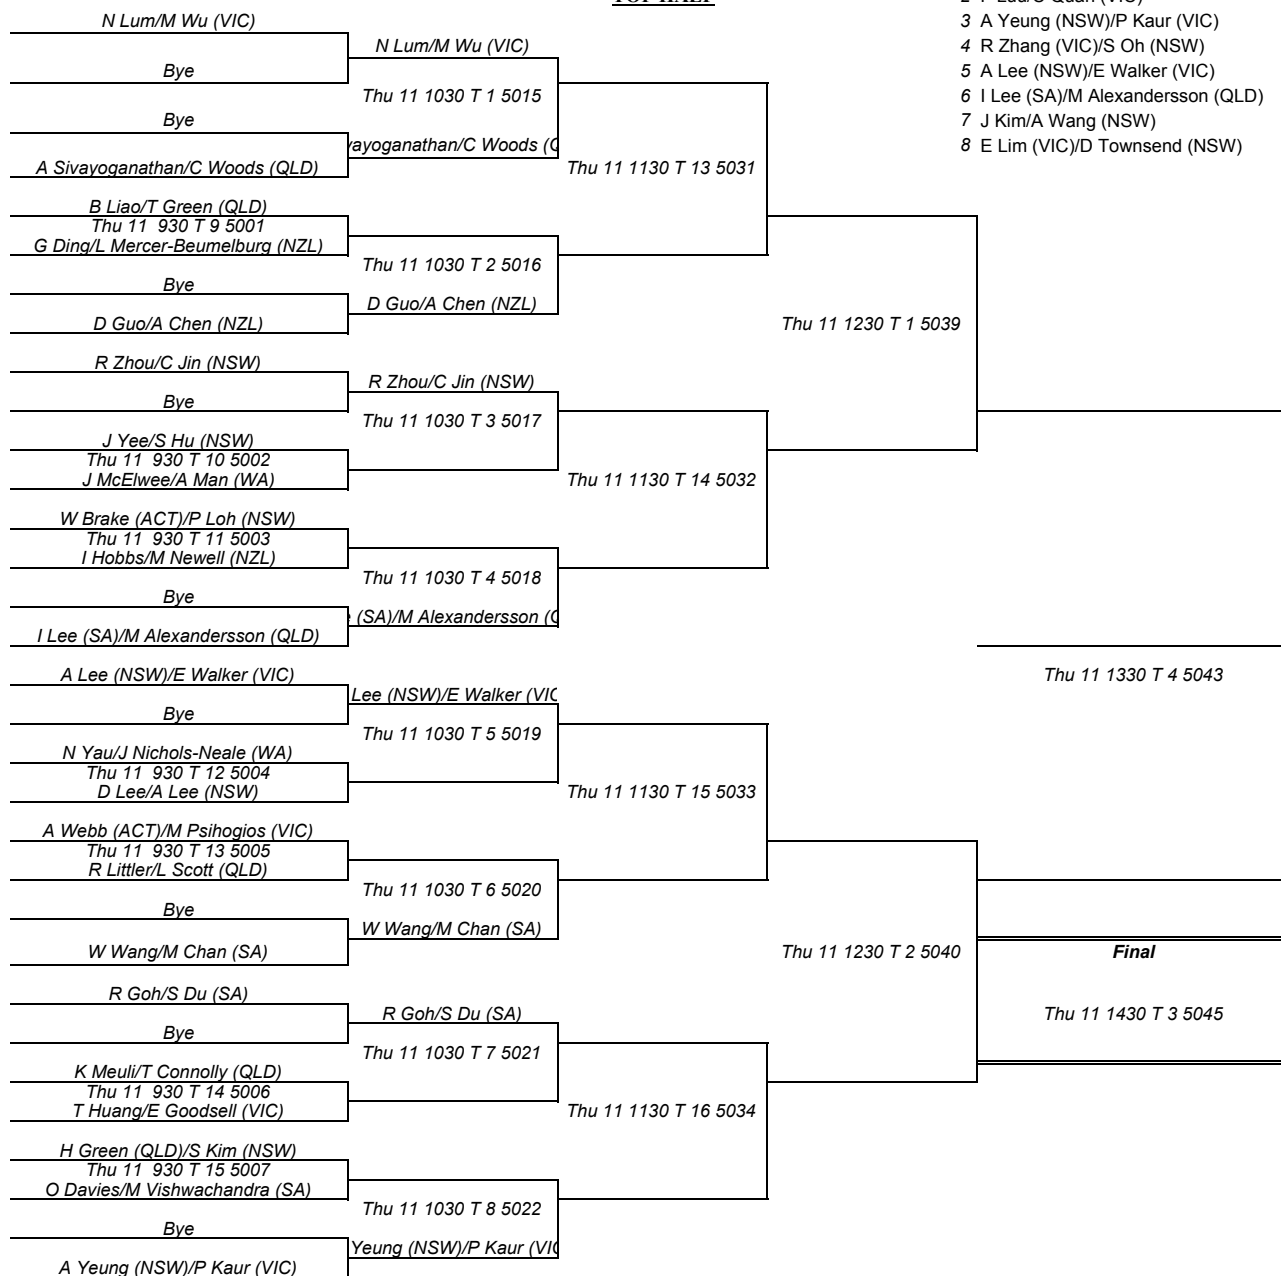 TOP HALF
2 P Lau/S Quan (VIC)
3 A Yeung (NSW)/P Kaur (VIC)
4 R Zhang (VIC)/S Oh (NSW)
5 A Lee (NSW)/E Walker (VIC)
6 I Lee (SA)/M Alexandersson (QLD)
7 J Kim/A Wang (NSW)
8 E Lim (VIC)/D Townsend (NSW)
N Lum/M Wu (VIC)
Bye
Bye
A Sivayoganathan/C Woods (QLD)
B Liao/T Green (QLD)
Thu 11 930 T 9 5001
G Ding/L Mercer-Beumelburg (NZL)
Bye
D Guo/A Chen (NZL)
R Zhou/C Jin (NSW)
Bye
J Yee/S Hu (NSW)
Thu 11 930 T 10 5002
J McElwee/A Man (WA)
W Brake (ACT)/P Loh (NSW)
Thu 11 930 T 11 5003
I Hobbs/M Newell (NZL)
Bye
I Lee (SA)/M Alexandersson (QLD)
A Lee (NSW)/E Walker (VIC)
Bye
N Yau/J Nichols-Neale (WA)
Thu 11 930 T 12 5004
D Lee/A Lee (NSW)
A Webb (ACT)/M Psihogios (VIC)
Thu 11 930 T 13 5005
R Littler/L Scott (QLD)
Bye
W Wang/M Chan (SA)
R Goh/S Du (SA)
Bye
K Meuli/T Connolly (QLD)
Thu 11 930 T 14 5006
T Huang/E Goodsell (VIC)
H Green (QLD)/S Kim (NSW)
Thu 11 930 T 15 5007
O Davies/M Vishwachandra (SA)
Bye
A Yeung (NSW)/P Kaur (VIC)
N Lum/M Wu (VIC)
Thu 11 1030 T 1 5015
vayoganathan/C Woods (Q
Thu 11 1030 T 2 5016
D Guo/A Chen (NZL)
R Zhou/C Jin (NSW)
Thu 11 1030 T 3 5017
Thu 11 1030 T 4 5018
(SA)/M Alexandersson (Q
Lee (NSW)/E Walker (VIC
Thu 11 1030 T 5 5019
Thu 11 1030 T 6 5020
W Wang/M Chan (SA)
R Goh/S Du (SA)
Thu 11 1030 T 7 5021
Thu 11 1030 T 8 5022
Yeung (NSW)/P Kaur (VIC
Thu 11 1130 T 13 5031
Thu 11 1130 T 14 5032
Thu 11 1130 T 15 5033
Thu 11 1130 T 16 5034
Thu 11 1230 T 1 5039
Thu 11 1230 T 2 5040
Thu 11 1330 T 4 5043
Final
Thu 11 1430 T 3 5045